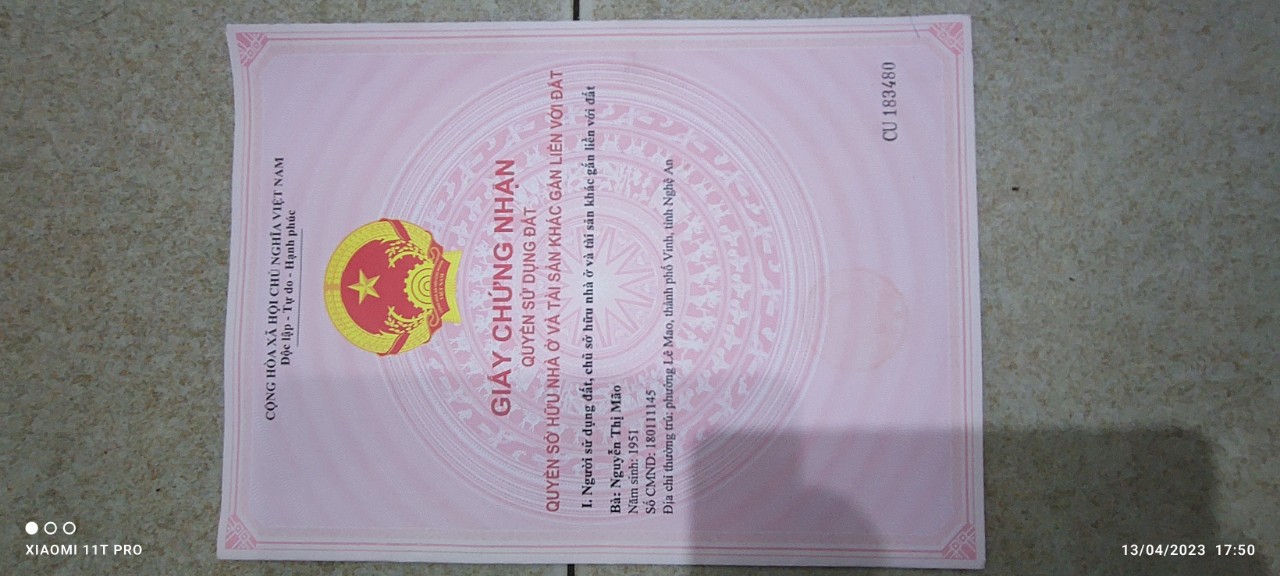 CỘNG HÒA XÃ HỘI CHỦ NGHĨA VIỆT NAM
Độc lập - Tự do - Hạnh phúc
VIỆT NAM
GIẤY CHỨNG NHẬN
QUYỀN SỬ DỤNG ĐẤT
QUYỀN SỞ HỮU NHÀ Ở VÀ TÀI SẢN KHÁC GẮN LIỀN VỚI ĐẤT
I. Người sử dụng đất, chủ sở hữu nhà ở và tài sản khác gắn liền với đất
Bà: Nguyễn Thị Mão
Năm sinh: 1951
Số CMND: 180111145
Địa chỉ thường trú: phường Lê Mao, thành phố Vinh, tỉnh Nghệ An
CU 183480
XIAOMI 11T PRO
13/04/2023 17:50